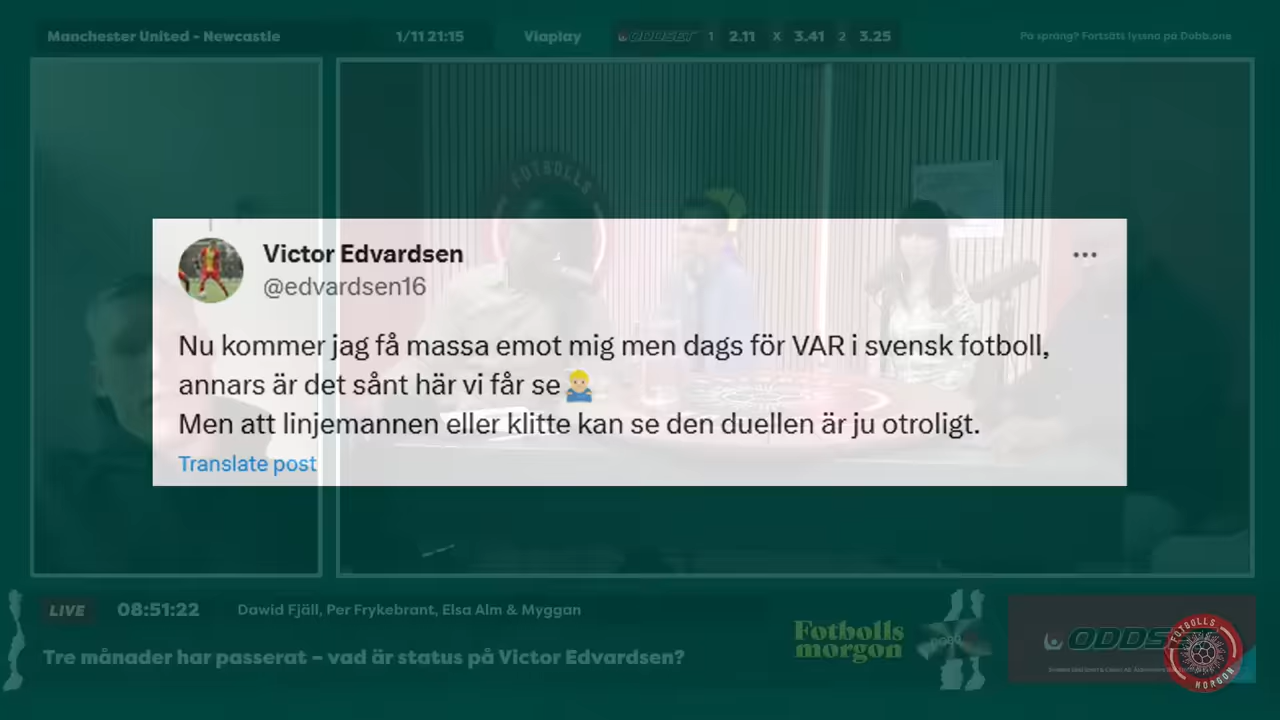 Manchester United - Newcastle 1/11 21:15 Viaplay ODDSET 1 2.11 X 3.41 2 3.25 På språng? Fortsätt lyssna på Dobb.one
FOTBOLLS
Victor Edvardsen
@edvardsen16
Nu kommer jag få massa emot mig men dags för VAR i svensk fotboll,
annars är det sånt här vi får se🤷‍♂️
Men att linjemannen eller klitte kan se den duellen är ju otroligt.
Translate post
LIVE 08:51:22 Dawid Fjäll, Per Frykebrant, Elsa Alm & Myggan
Tre månader har passerat – vad är status på Victor Edvardsen?
Fotbolls
morgon
FOTBOLLS
MORGON